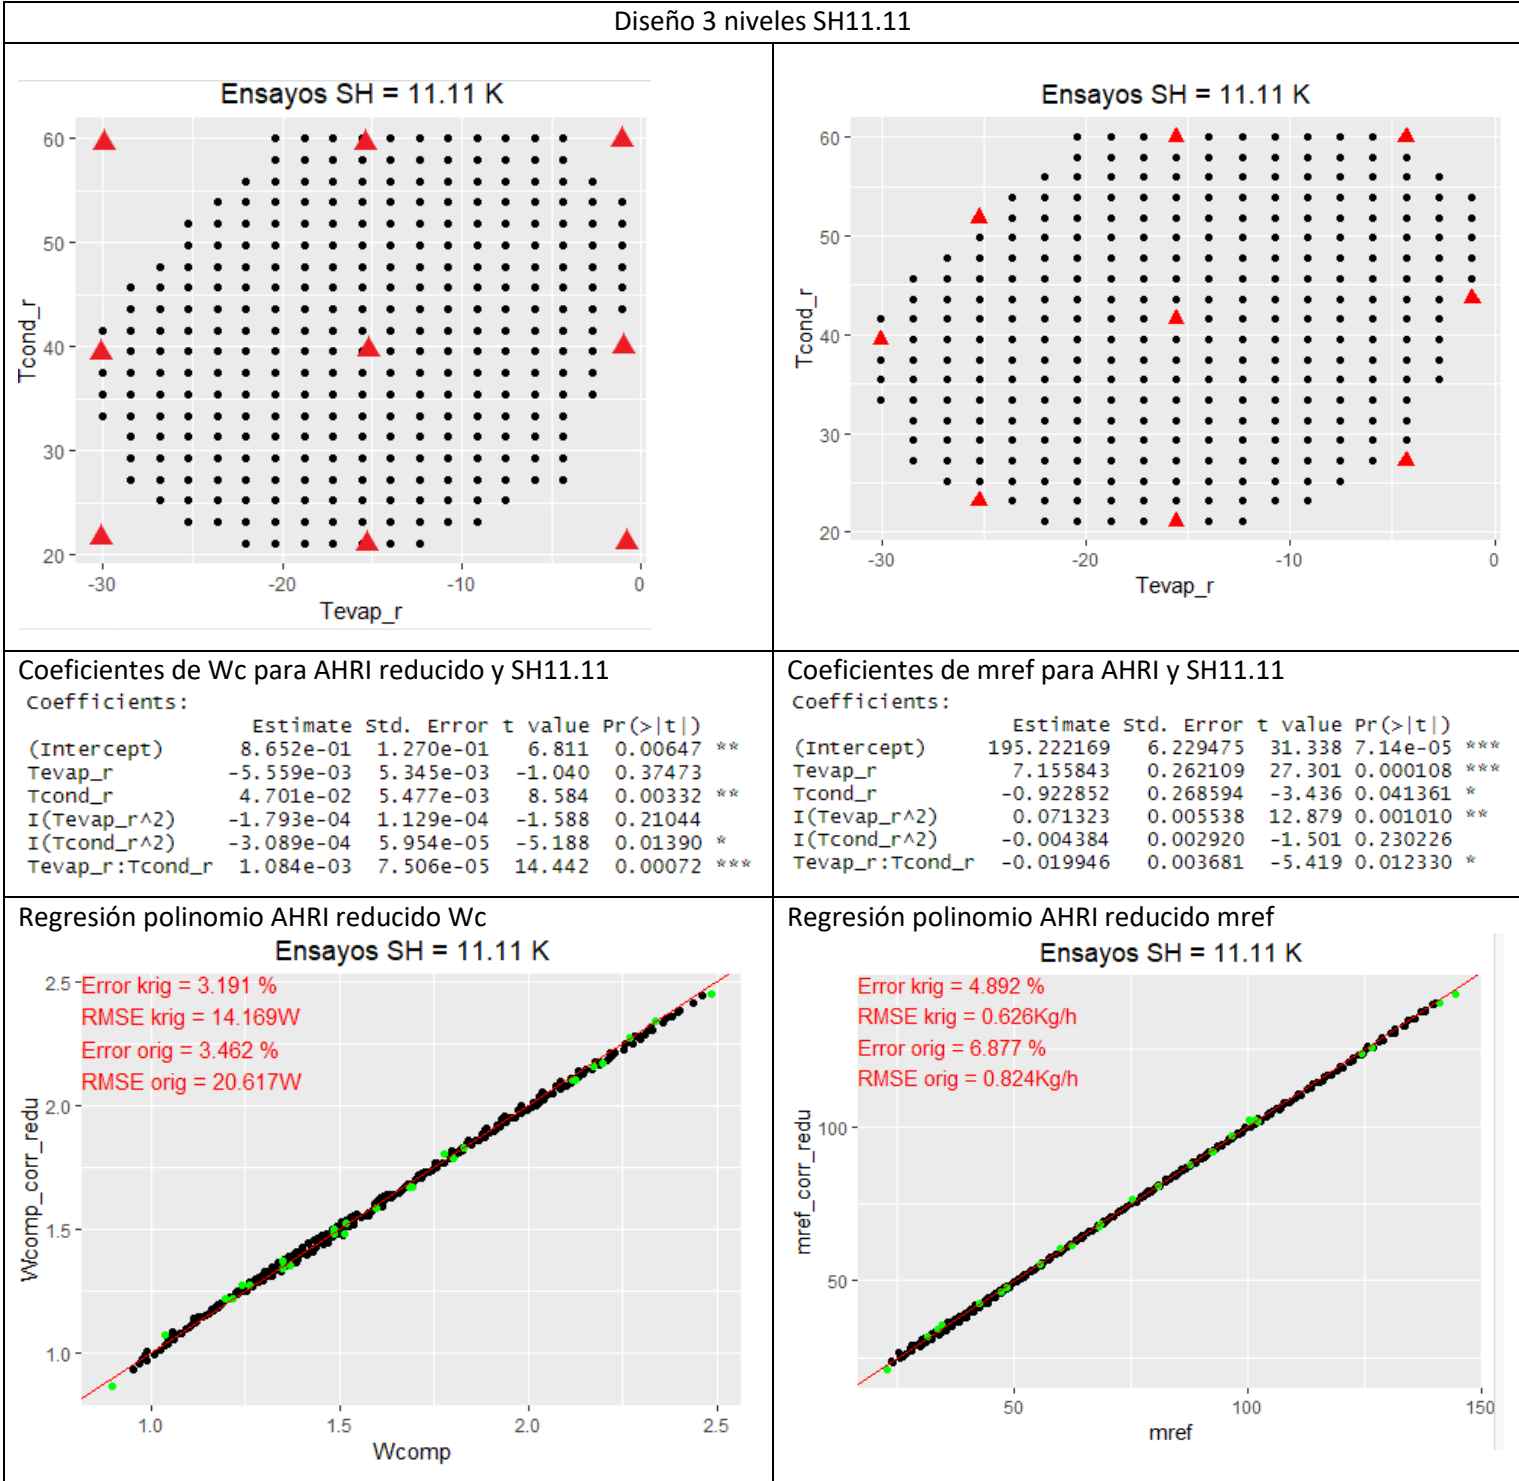 Diseño 3 niveles SH11.11
Ensayos SH = 11.11 K
60
50
40
30
20
Tcond_r
-30
-20
-10
0
Tevap_r
Ensayos SH = 11.11 K
60
50
40
30
20
Tcond_r
-30
-20
-10
0
Tevap_r
Coeficientes de Wc para AHRI reducido y SH11.11
Coefficients:
Estimate Std. Error t value Pr(>|t|)
(Intercept) 8.652e-01 1.270e-01 6.811 0.00647 **
Tevap_r -5.559e-03 5.345e-03 -1.040 0.37473
Tcond_r 4.701e-02 5.477e-03 8.584 0.00332 **
I(Tevap_r^2) -1.793e-04 1.129e-04 -1.588 0.21044
I(Tcond_r^2) -3.089e-04 5.954e-05 -5.188 0.01390 *
Tevap_r:Tcond_r 1.084e-03 7.506e-05 14.442 0.00072 ***
Coeficientes de mref para AHRI y SH11.11
Coefficients:
Estimate Std. Error t value Pr(>|t|)
(Intercept) 195.222169 6.229475 31.338 7.14e-05 ***
Tevap_r 7.155843 0.262109 27.301 0.000108 ***
Tcond_r -0.922852 0.268594 -3.436 0.041361 *
I(Tevap_r^2) 0.071323 0.005538 12.879 0.001010 **
I(Tcond_r^2) -0.004384 0.002920 -1.501 0.230226
Tevap_r:Tcond_r -0.019946 0.003681 -5.419 0.012330 *
Regresión polinomio AHRI reducido Wc
Ensayos SH = 11.11 K
Error krig = 3.191 %
RMSE krig = 14.169W
Error orig = 3.462 %
RMSE orig = 20.617W
2.5
2.0
1.5
1.0
Wcomp_corr_redu
1.0
1.5
2.0
2.5
Wcomp
Regresión polinomio AHRI reducido mref
Ensayos SH = 11.11 K
Error krig = 4.892 %
RMSE krig = 0.626Kg/h
Error orig = 6.877 %
RMSE orig = 0.824Kg/h
100
50
mref_corr_redu
50
100
150
mref